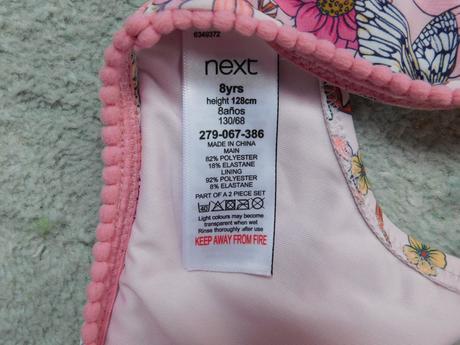 6349372
next
8yrs
height 128cm
8años
130/68
279-067-386
MADE IN CHINA
MAIN
82% POLYESTER
18% ELASTANE
LINING
92% POLYESTER
8% ELASTANE
PART OF A 2 PIECE SET
40
Light colours may become
transparent when wet
Rinse thoroughly after use
KEEP AWAY FROM FIRE